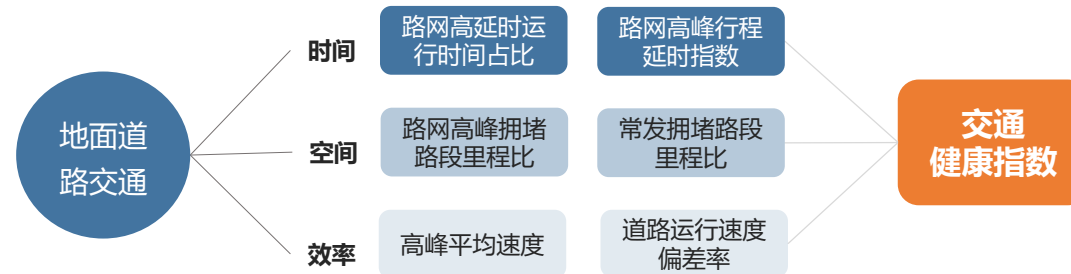 地面道
路交通
时间
路网高延时运
行时间占比
路网高峰行程
延时指数
空间
路网高峰拥堵
路段里程比
常发拥堵路段
里程比
效率
高峰平均速度
道路运行速度
偏差率
交通
健康指数